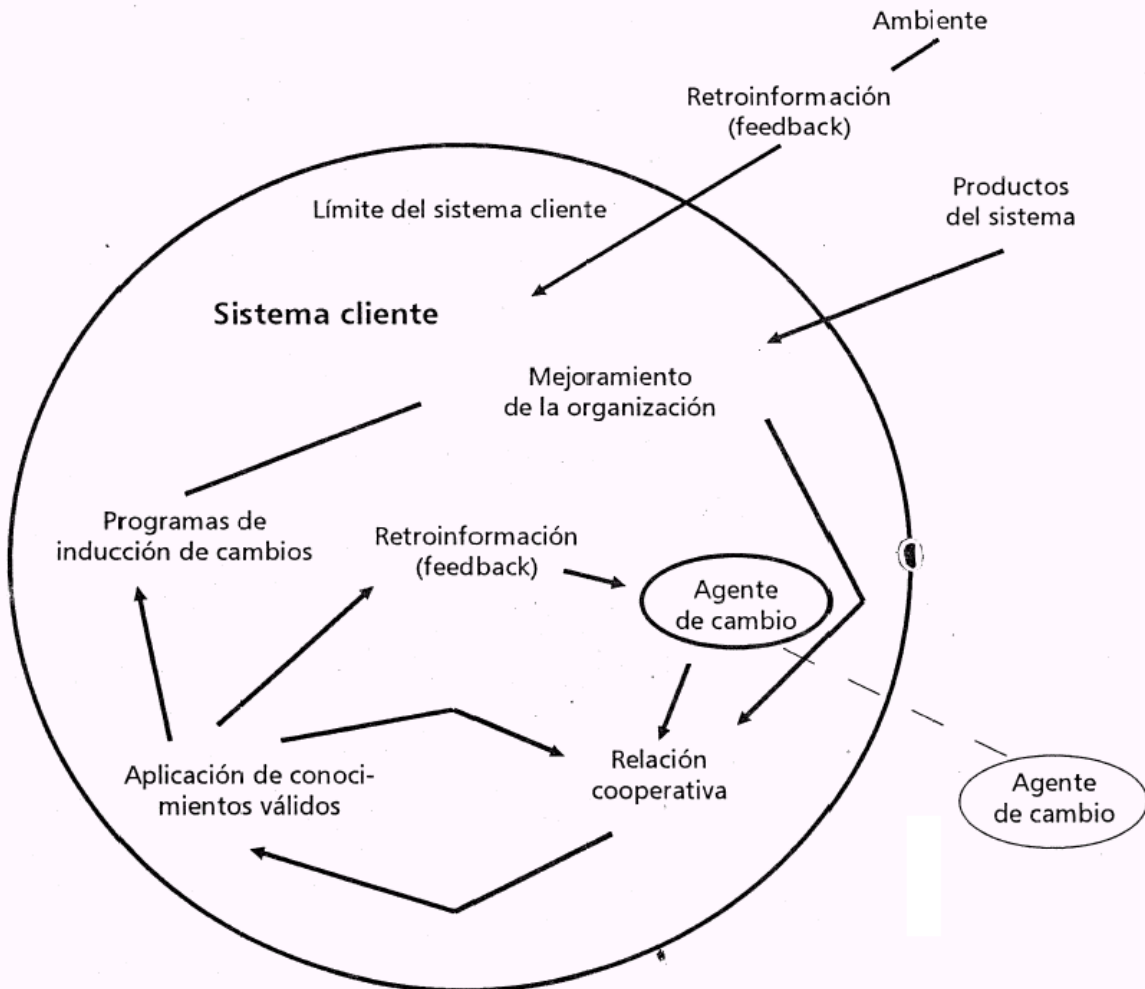 Ambiente
Retroinformación
(feedback)
Productos
del sistema
Límite del sistema cliente
Sistema cliente
Mejoramiento
de la organización
Programas de
inducción de cambios
Retroinformación
(feedback)
Agente
de cambio
Aplicación de conoci-
mientos válidos
Relación
cooperativa
Agente
de cambio